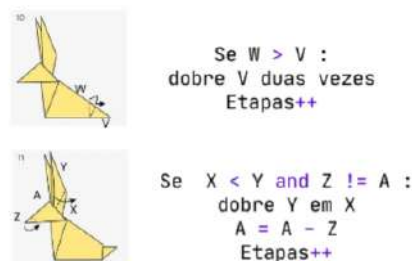 10
W
V
Se W > V :
dobre V duas vezes
Etapas++
11
Y
A
X
Z
Se X < Y and Z != A :
dobre Y em X
A = A - Z
Etapas++